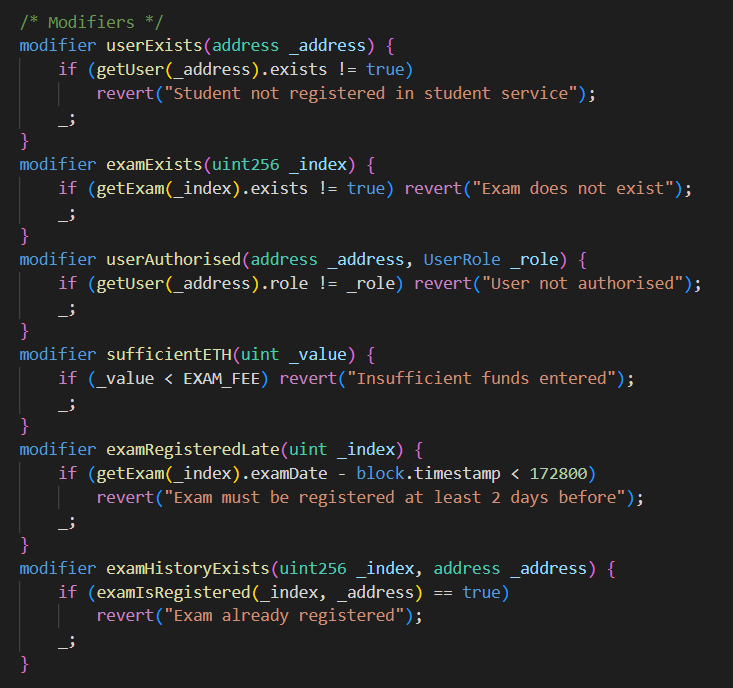 /* Modifiers */
modifier userExists(address _address) {
    if (getUser(_address).exists != true)
        revert("Student not registered in student service");
    _;
}
modifier examExists(uint256 _index) {
    if (getExam(_index).exists != true) revert("Exam does not exist");
    _;
}
modifier userAuthorised(address _address, UserRole _role) {
    if (getUser(_address).role != _role) revert("User not authorised");
    _;
}
modifier sufficientETH(uint _value) {
    if (_value < EXAM_FEE) revert("Insufficient funds entered");
    _;
}
modifier examRegisteredLate(uint _index) {
    if (getExam(_index).examDate - block.timestamp < 172800)
        revert("Exam must be registered at least 2 days before");
    _;
}
modifier examHistoryExists(uint256 _index, address _address) {
    if (examIsRegistered(_index, _address) == true)
        revert("Exam already registered");
    _;
}